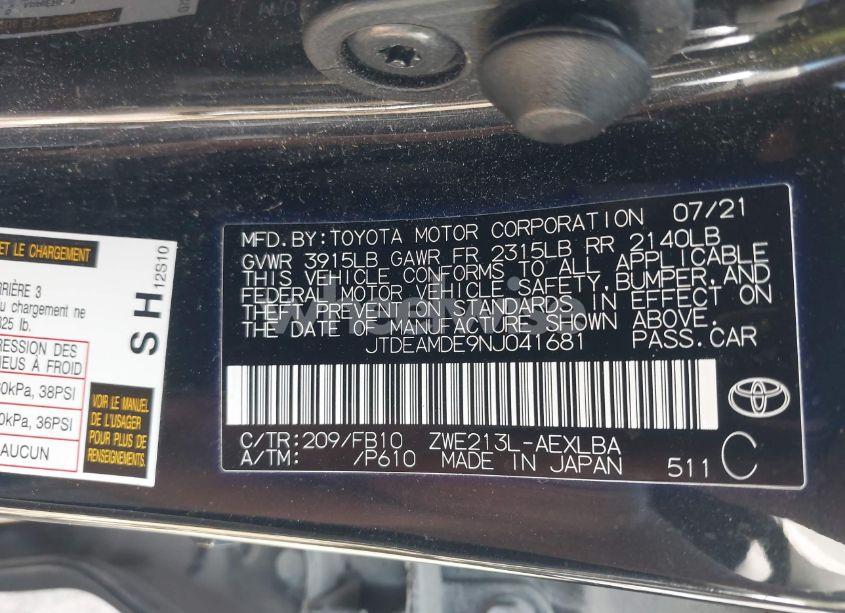 ET LE CHARGEMENT
RRIÈRE 3
u chargement ne
325 lb.
RESSION DES
NEUS À FROID
0kPa, 38PSI
0kPa, 36PSI
AUCUN
SH
12S10
VOIR LE MANUEL
DE L'USAGER
POUR PLUS DE
RENSEIGNEMENTS.
MFD.BY:TOYOTA MOTOR CORPORATION 07/21
GVWR 3915LB GAWR FR 2315LB RR 2140LB
THIS VEHICLE CONFORMS TO ALL APPLICABLE
FEDERAL MOTOR VEHICLE SAFETY,BUMPER,AND
THEFT PREVENTION STANDARDS IN EFFECT ON
THE DATE OF MANUFACTURE SHOWN ABOVE.
JTDEAMDE9NJ041681 PASS.CAR
C/TR:209/FB10 ZWE213L-AEXLBA
A/TM: /P610 MADE IN JAPAN 511 C